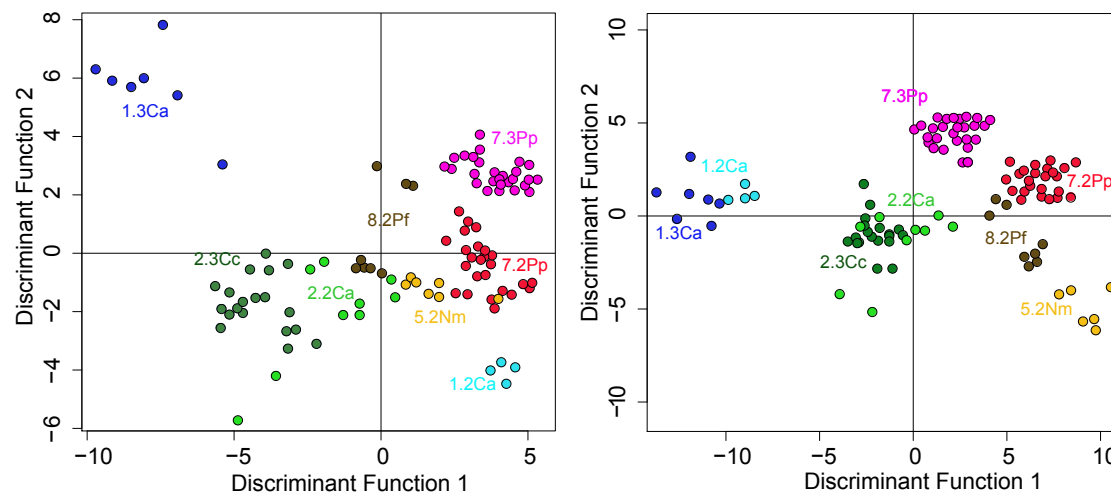 8
6
4
2
0
−2
−4
−6
−10
−5
0
5
Discriminant Function 1
Discriminant Function 2
1.3Ca
7.3Pp
8.2Pf
7.2Pp
2.3Cc
2.2Ca
5.2Nm
1.2Ca
10
5
0
−5
−10
−10
−5
0
5
10
Discriminant Function 1
Discriminant Function 2
7.3Pp
1.2Ca
7.2Pp
2.2Ca
1.3Ca
8.2Pf
2.3Cc
5.2Nm